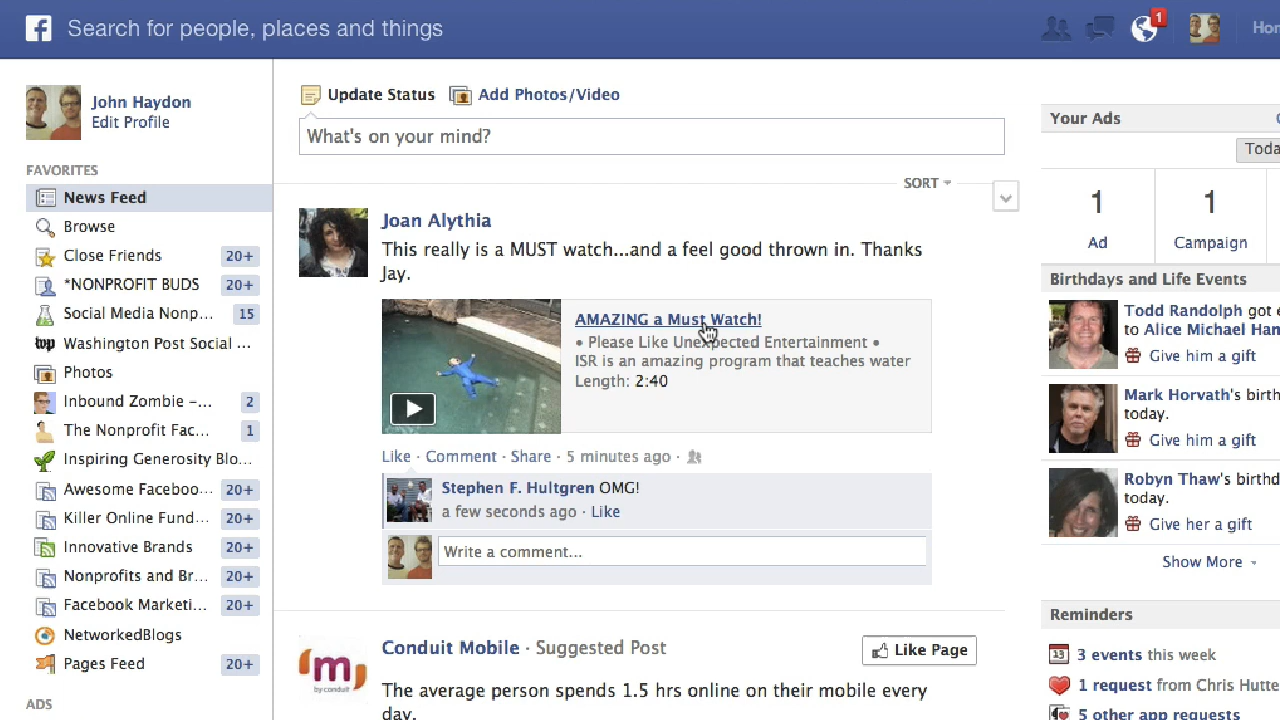 f Search for people, places and things
1
John Haydon
Edit Profile
FAVORITES
News Feed
Browse
Close Friends 20+
*NONPROFIT BUDS 20+
Social Media Nonp... 15
wp Washington Post Social ...
Photos
Inbound Zombie –... 2
The Nonprofit Fac... 1
Inspiring Generosity Blo...
Awesome Faceboo... 20+
Killer Online Fund... 20+
Innovative Brands 20+
Nonprofits and Br... 20+
Facebook Marketi... 20+
NetworkedBlogs
Pages Feed 20+
ADS
Update Status Add Photos/Video
What's on your mind?
SORT
Joan Alythia
This really is a MUST watch...and a feel good thrown in. Thanks
Jay.
AMAZING a Must Watch!
• Please Like Unexpected Entertainment •
ISR is an amazing program that teaches water
Length: 2:40
Like · Comment · Share · 5 minutes ago ·
Stephen F. Hultgren OMG!
a few seconds ago · Like
Write a comment...
Conduit Mobile · Suggested Post
Like Page
m
by conduit
The average person spends 1.5 hrs online on their mobile every
day.
Your Ads
1 1
Ad Campaign
Birthdays and Life Events
Todd Randolph got
to Alice Michael
Give him a gift
Mark Horvath's
today.
Give him a gift
Robyn Thaw's
today.
Give her a gift
Show More
Reminders
13 3 events this week
1 request from Chris
5 other app requests